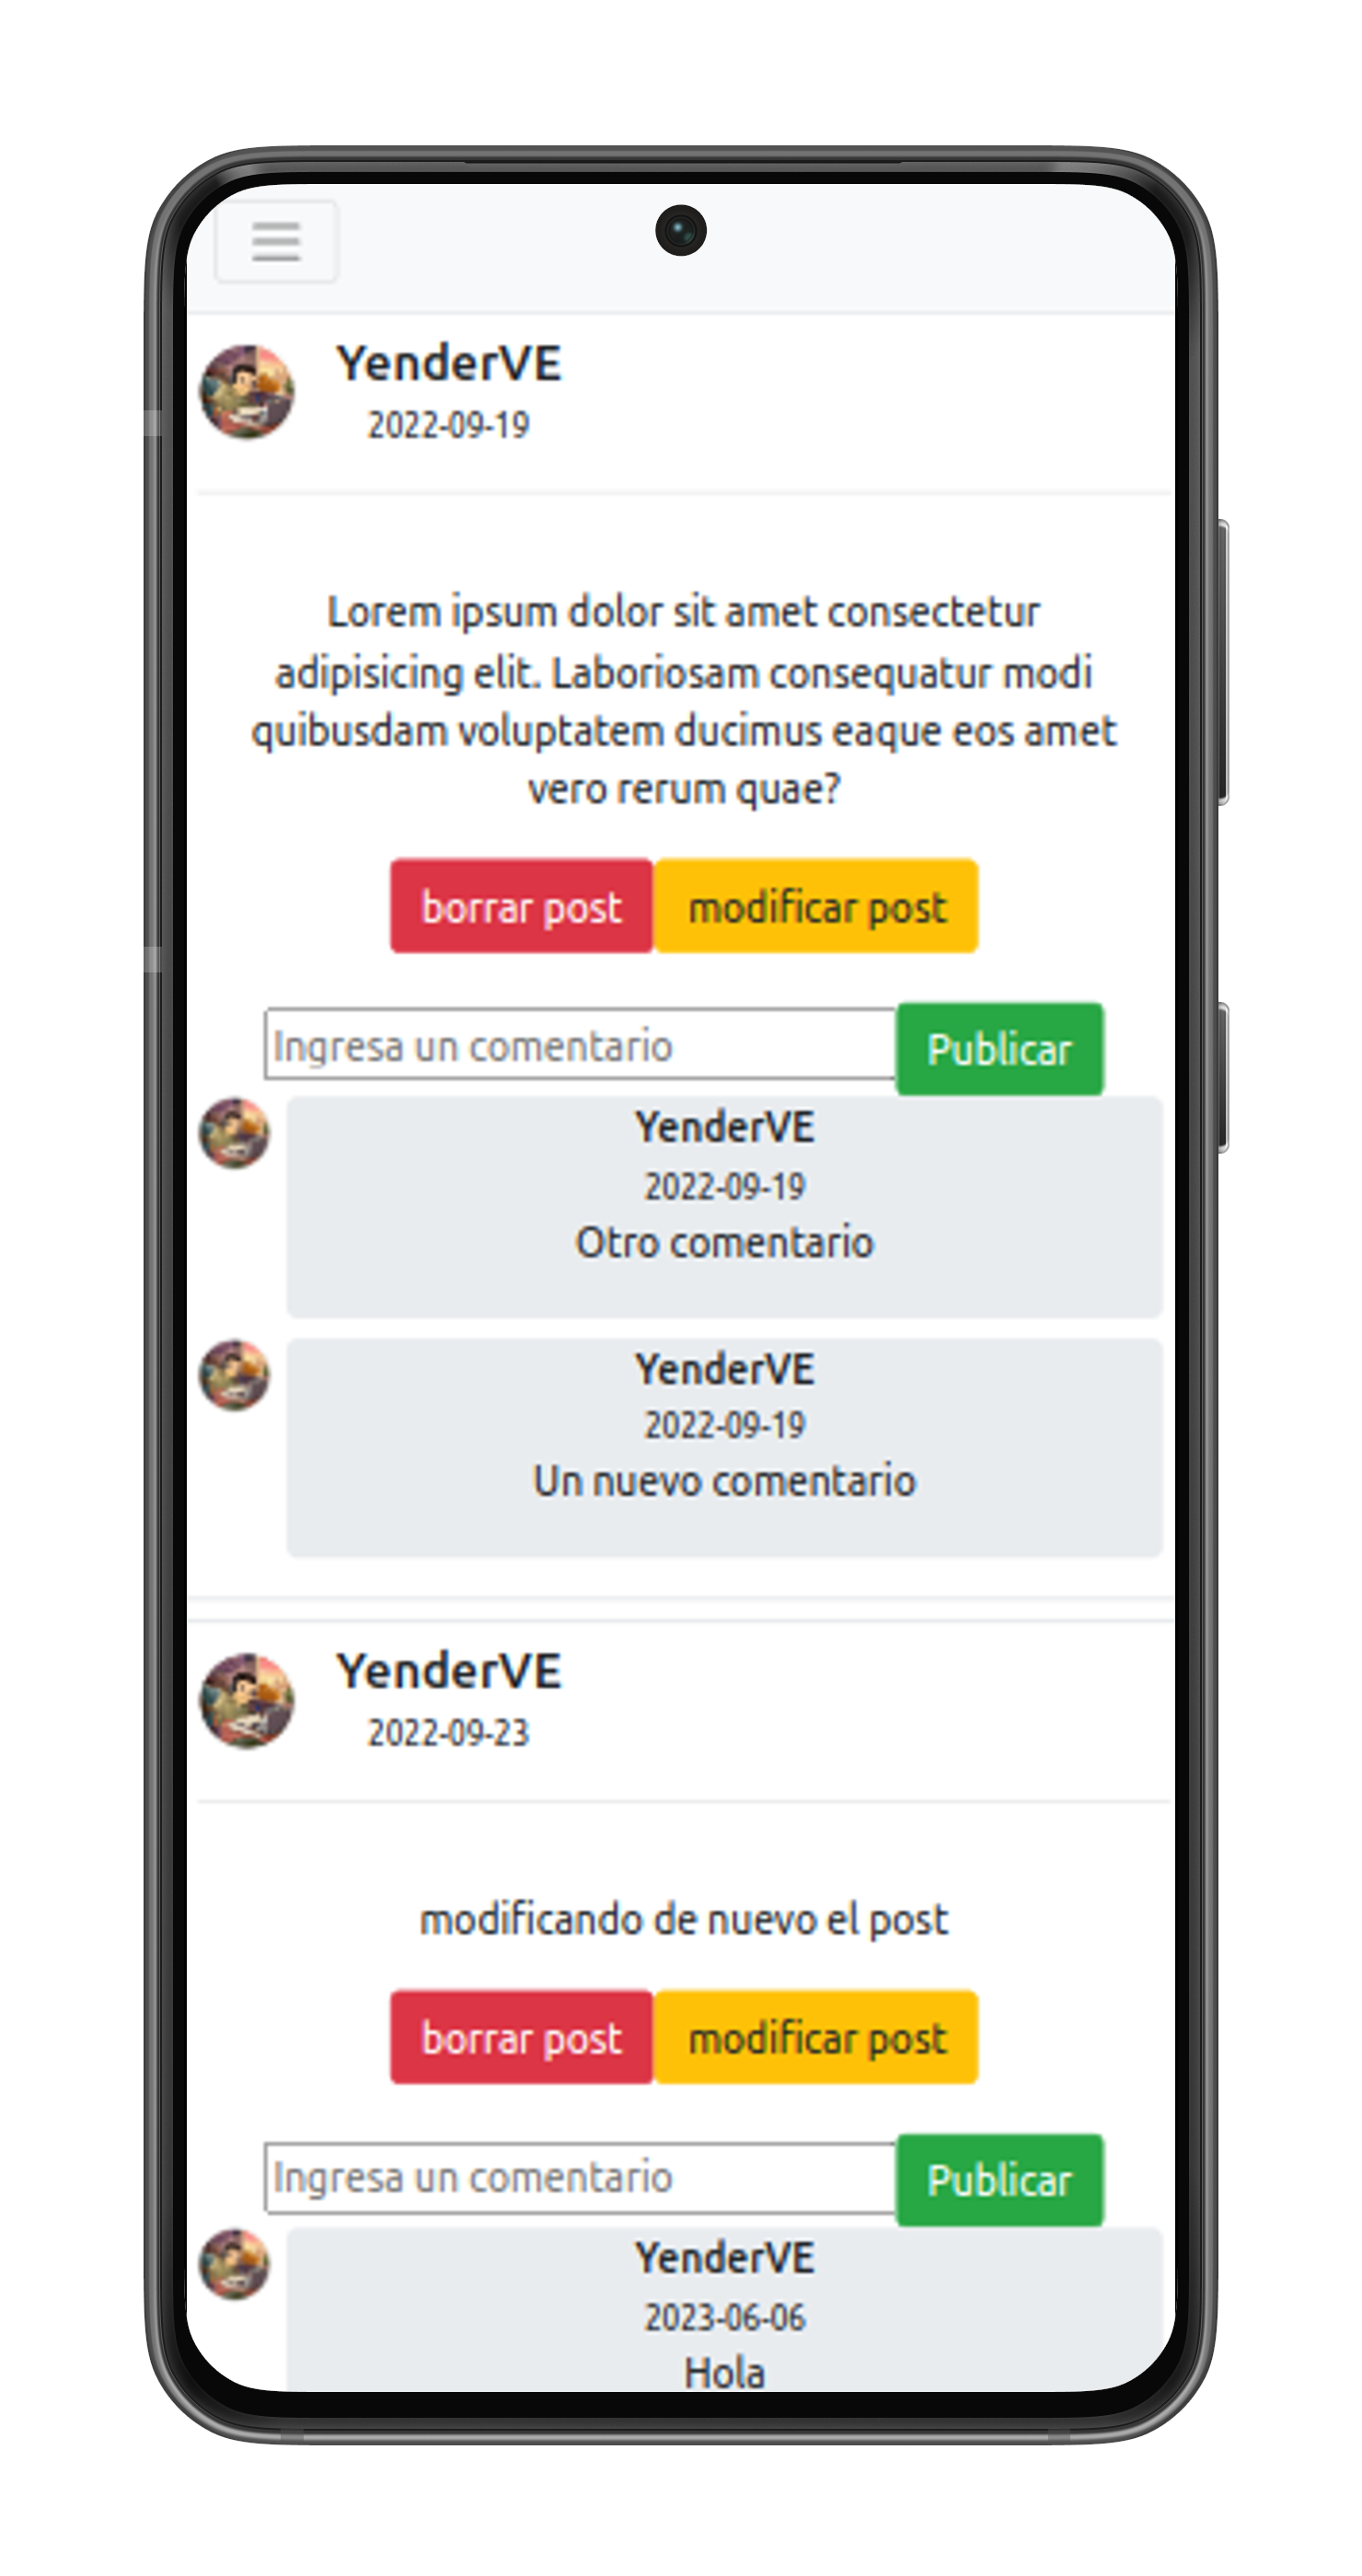 YenderVE
2022-09-19
Lorem ipsum dolor sit amet consectetur
adipisicing elit. Laboriosam consequatur modi
quibusdam voluptatem ducimus eaque eos amet
vero rerum quae?
borrar post modificar post
Ingresa un comentario Publicar
YenderVE
2022-09-19
Otro comentario
YenderVE
2022-09-19
Un nuevo comentario
YenderVE
2022-09-23
modificando de nuevo el post
borrar post modificar post
Ingresa un comentario Publicar
YenderVE
2023-06-06
Hola